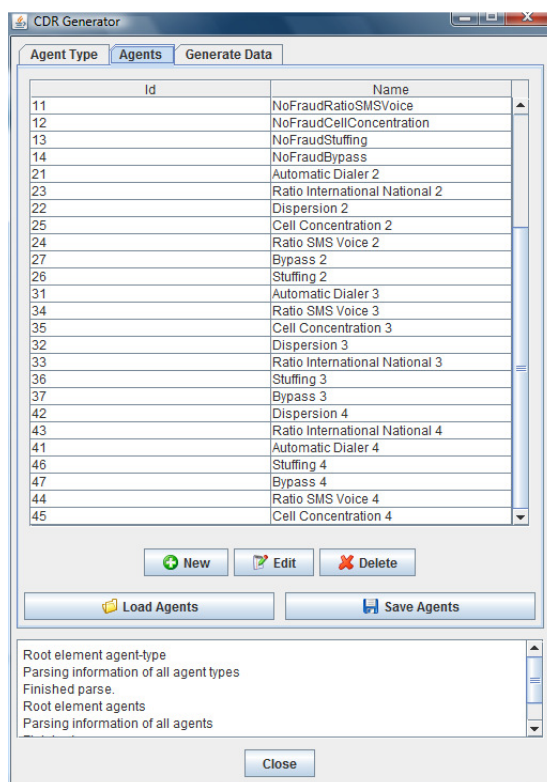 CDR Generator
Agent Type Agents Generate Data
Id Name
11 NoFraudRatioSMSVoice
12 NoFraudCellConcentration
13 NoFraudStuffing
14 NoFraudBypass
21 Automatic Dialer 2
23 Ratio International National 2
22 Dispersion 2
25 Cell Concentration 2
24 Ratio SMS Voice 2
27 Bypass 2
26 Stuffing 2
31 Automatic Dialer 3
34 Ratio SMS Voice 3
35 Cell Concentration 3
32 Dispersion 3
33 Ratio International National 3
36 Stuffing 3
37 Bypass 3
42 Dispersion 4
43 Ratio International National 4
41 Automatic Dialer 4
46 Stuffing 4
47 Bypass 4
44 Ratio SMS Voice 4
45 Cell Concentration 4
New Edit Delete
Load Agents Save Agents
Root element agent-type
Parsing information of all agent types
Finished parse.
Root element agents
Parsing information of all agents
Close